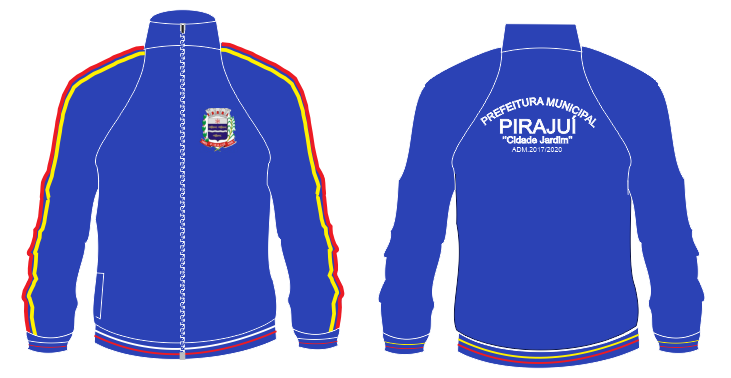 PREFEITURA MUNICIPAL
PIRAJUÍ
"Cidade Jardim"
ADM.2017/2020